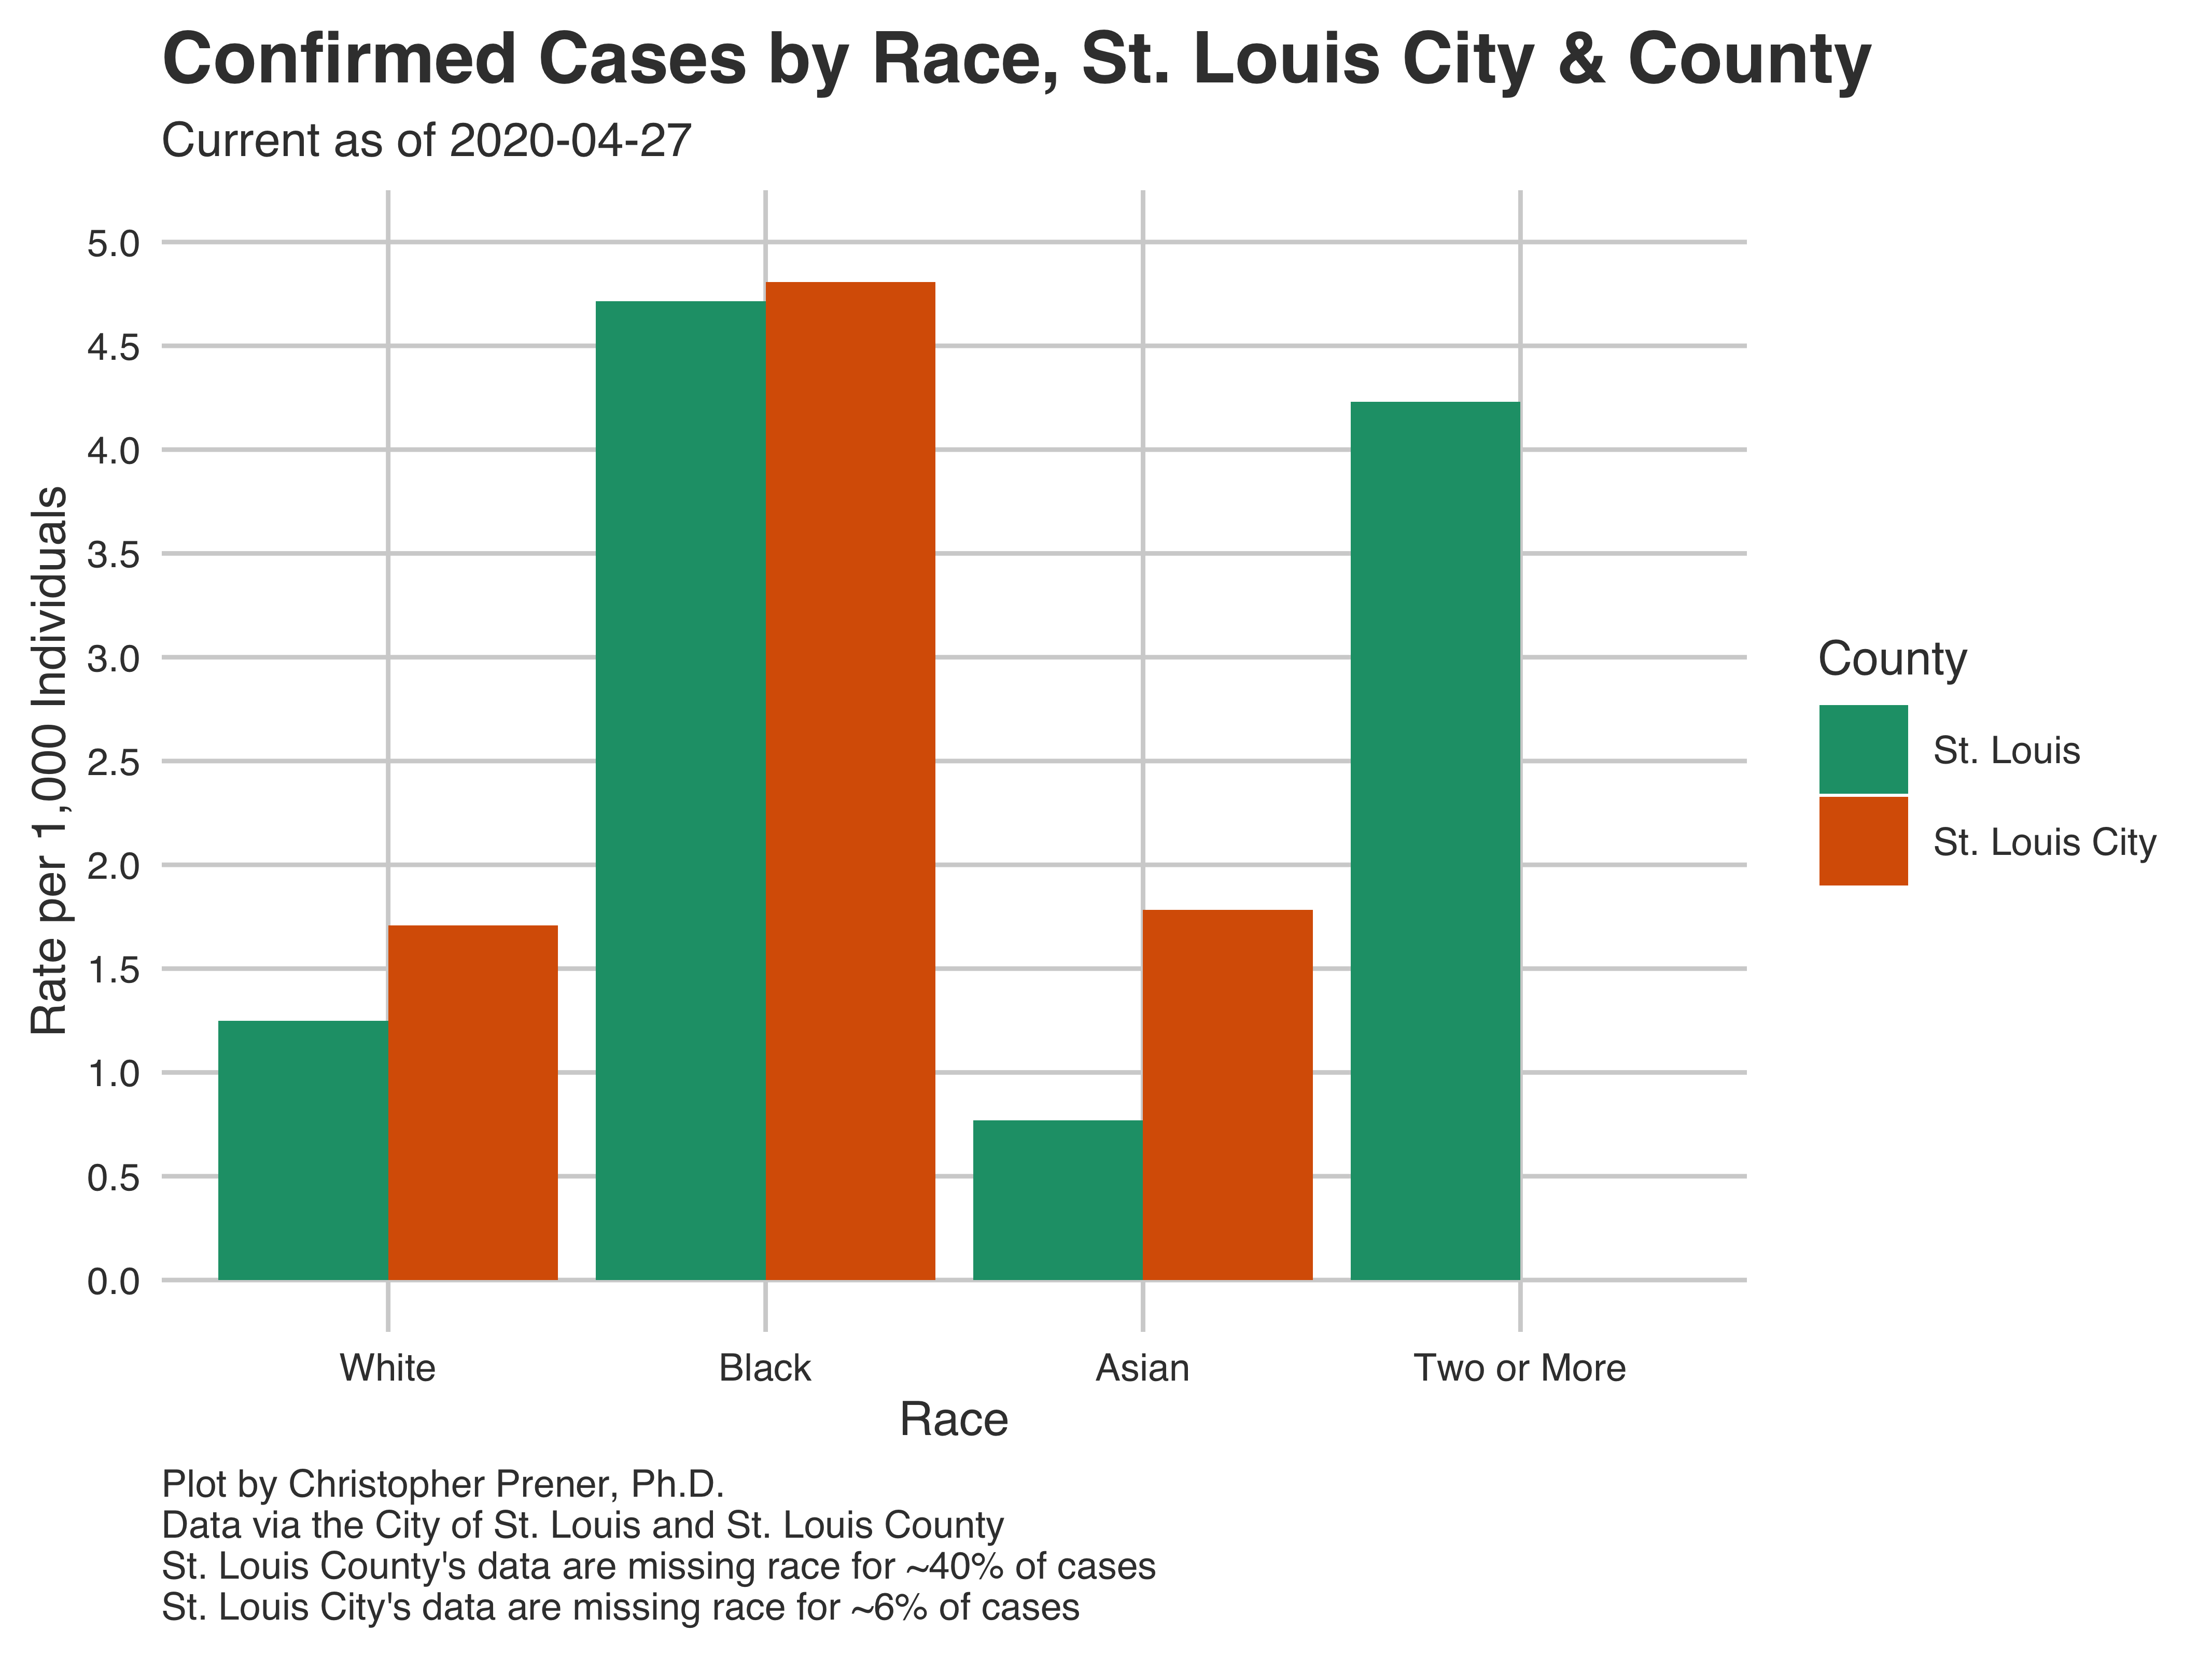 Confirmed Cases by Race, St. Louis City & County
Current as of 2020-04-27
Rate per 1,000 Individuals
5.0
4.5
4.0
3.5
3.0
2.5
2.0
1.5
1.0
0.5
0.0
White
Black
Asian
Two or More
Race
County
St. Louis
St. Louis City
Plot by Christopher Prener, Ph.D.
Data via the City of St. Louis and St. Louis County
St. Louis County's data are missing race for ~40% of cases
St. Louis City's data are missing race for ~6% of cases